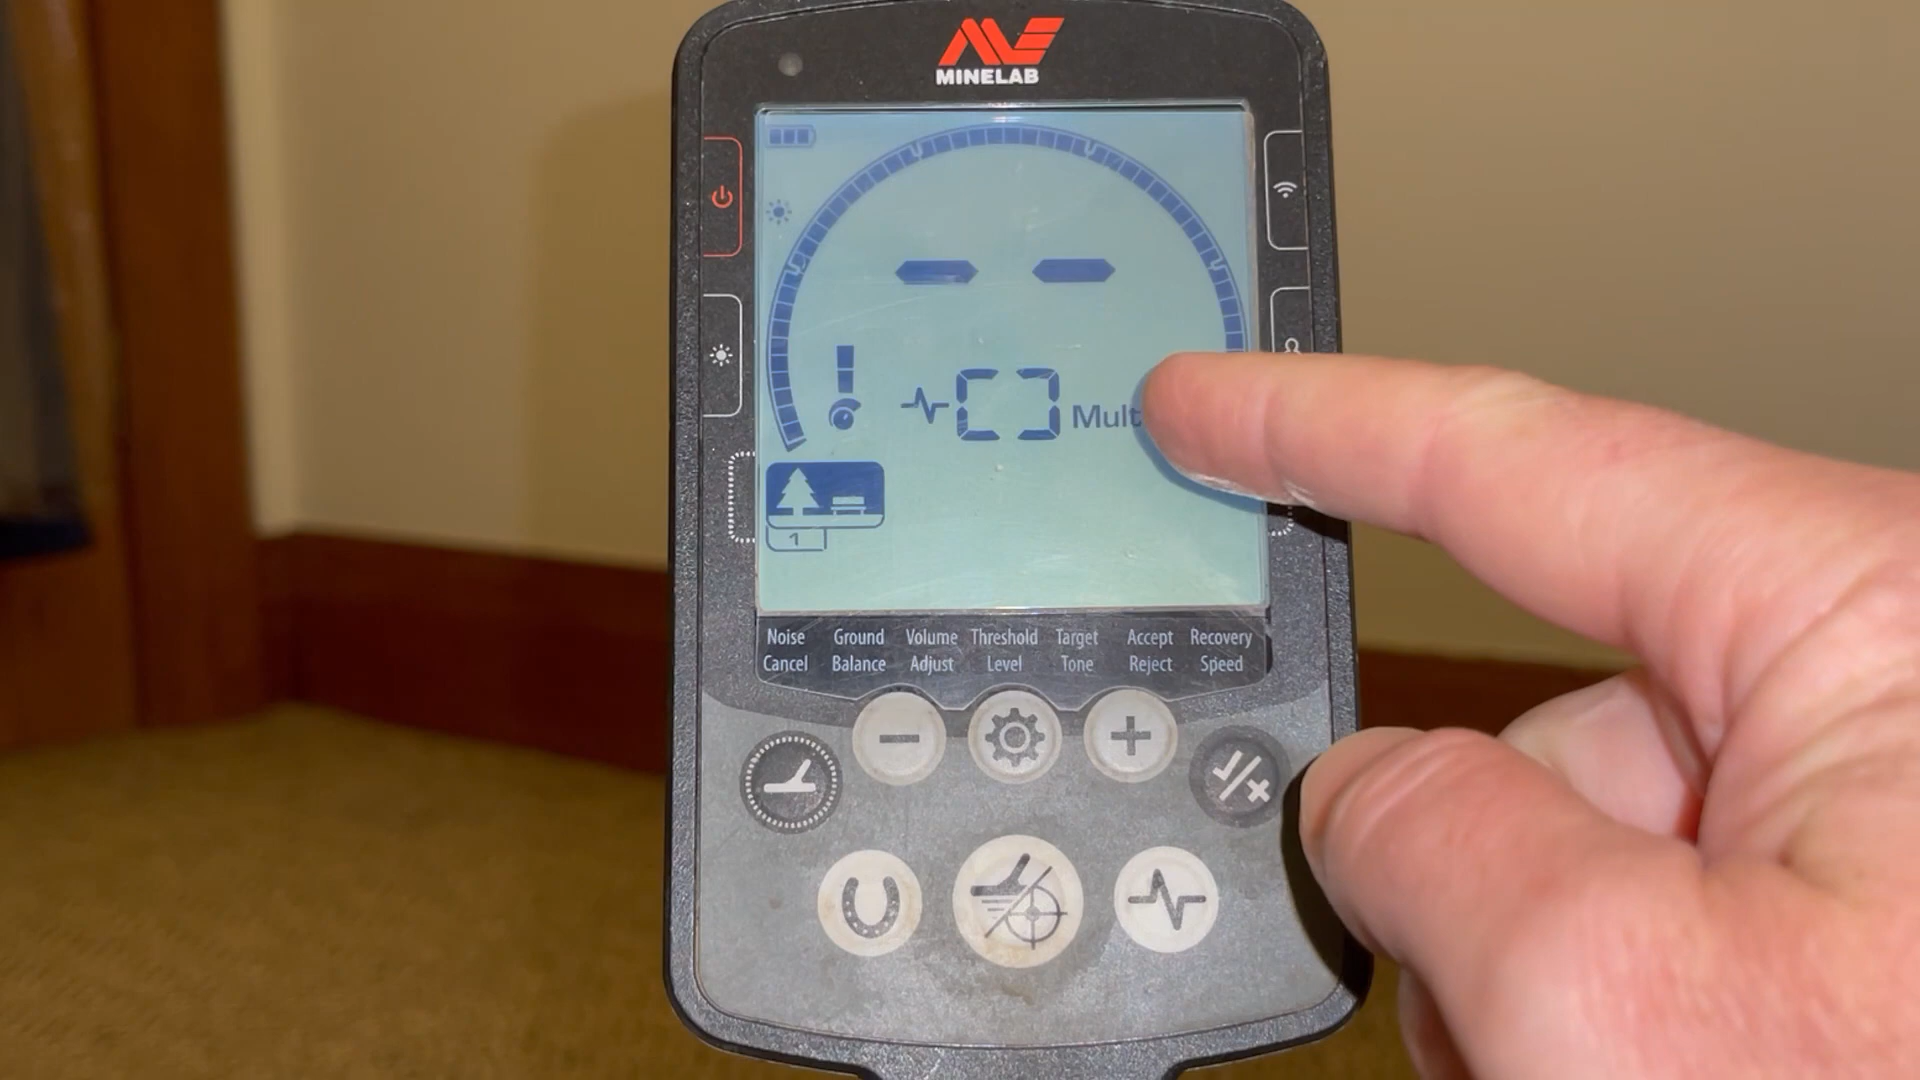 MINELAB
Mult
1
Noise Cancel
Ground Balance
Volume Adjust
Threshold Level
Target Tone
Accept Reject
Recovery Speed